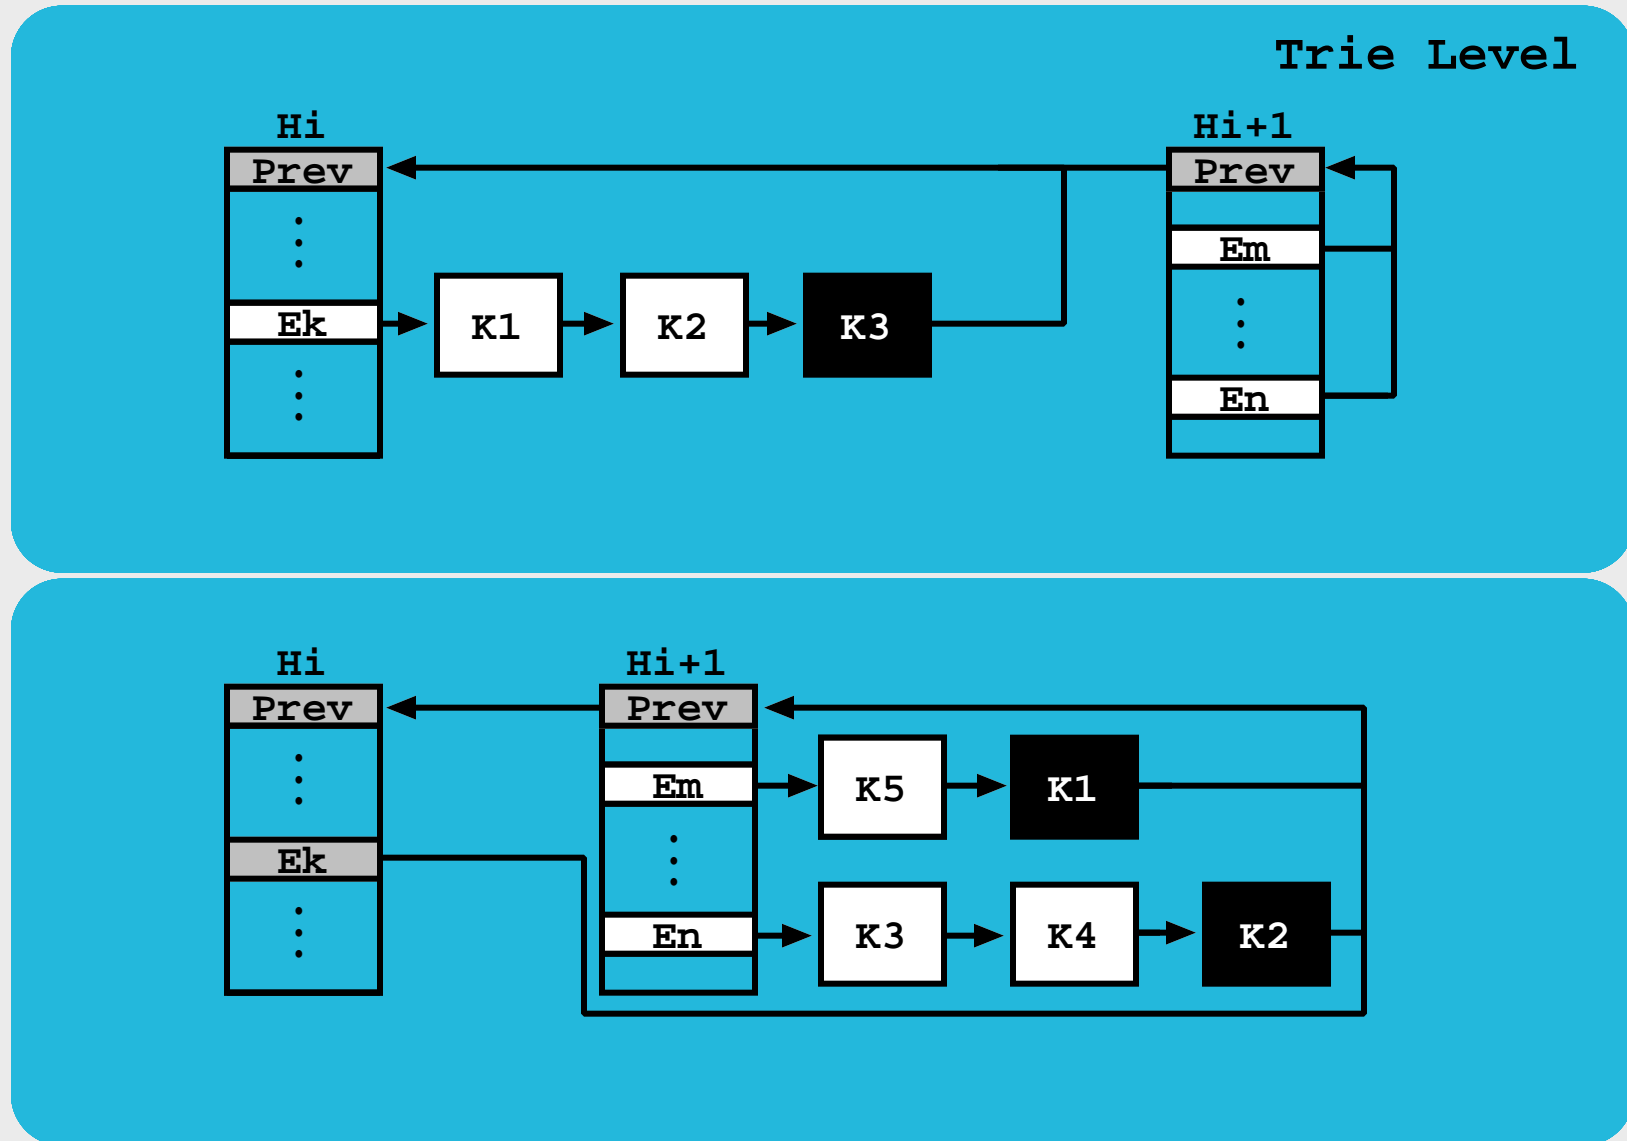 Trie Level
Hi
Hi+1
Prev
Prev
Em
Ek
K1
K2
K3
En
Hi
Hi+1
Prev
Prev
Em
K5
K1
Ek
En
K3
K4
K2